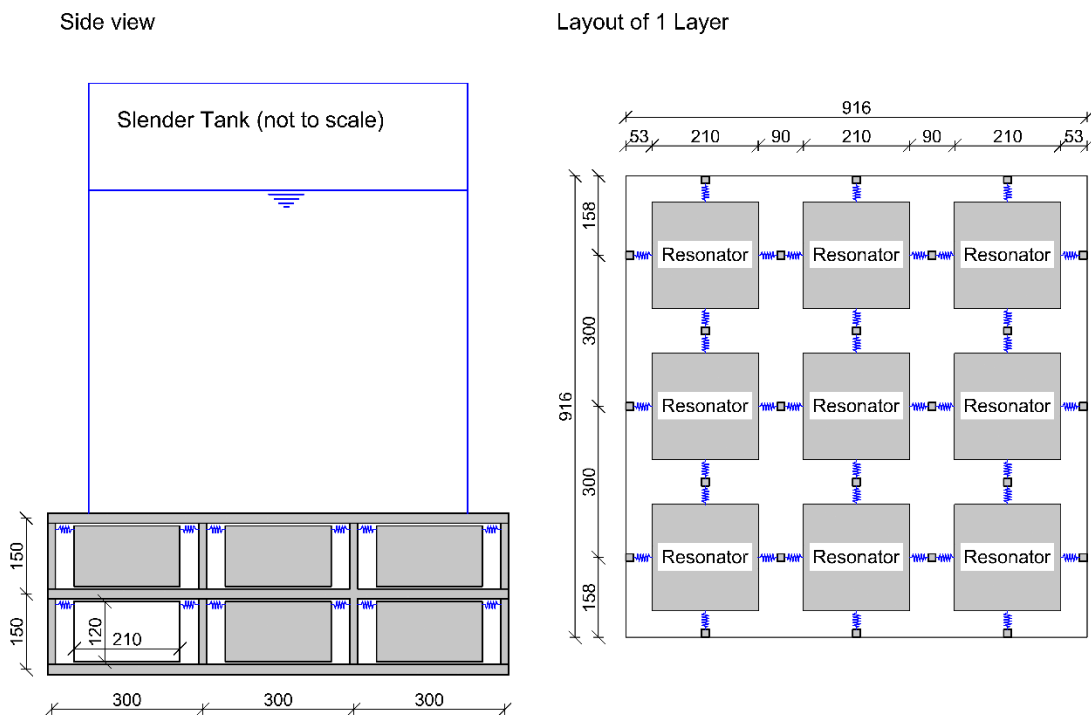 Side view
Slender Tank (not to scale)
150
150
120
210
300 300 300
Layout of 1 Layer
916
53 210 90 210 90 210 53
158
300
916
300
158
Resonator Resonator Resonator
Resonator Resonator Resonator
Resonator Resonator Resonator